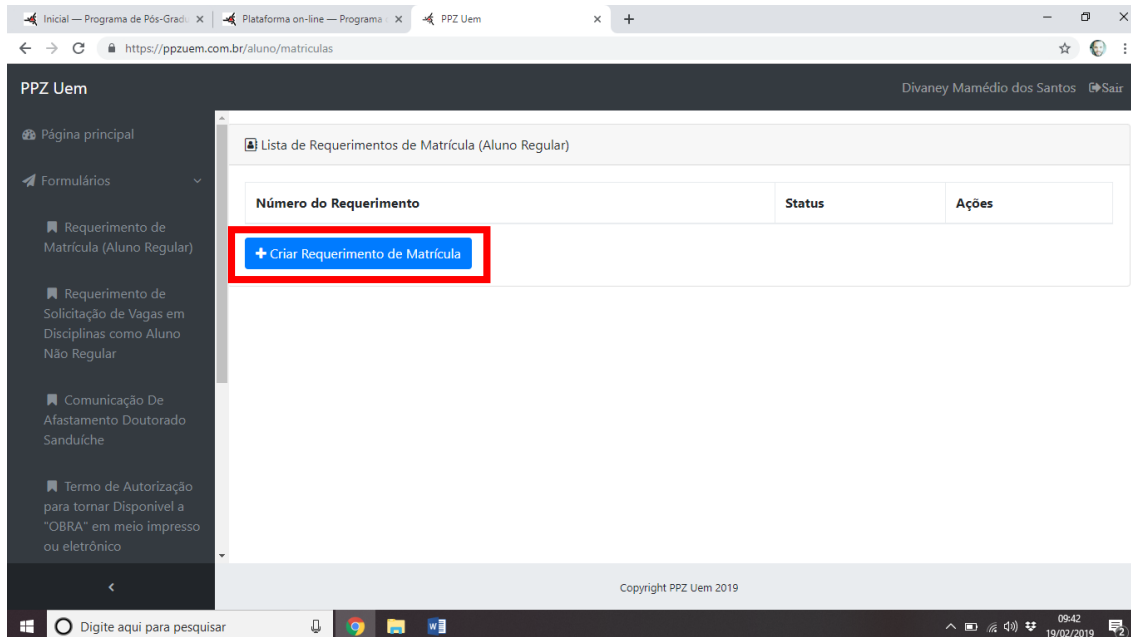 Inicial — Programa de Pós-Gradu
Plataforma on-line — Programa
PPZ Uem
https://ppzuem.com.br/aluno/matriculas
PPZ Uem
Divaney Mamédio dos Santos Sair
Página principal
Formulários
Requerimento de
Matrícula (Aluno Regular)
Requerimento de
Solicitação de Vagas em
Disciplinas como Aluno
Não Regular
Comunicação De
Afastamento Doutorado
Sanduíche
Termo de Autorização
para tornar Disponivel a
"OBRA" em meio impresso
ou eletrônico
Lista de Requerimentos de Matrícula (Aluno Regular)
Número do Requerimento Status Ações
+ Criar Requerimento de Matrícula
Copyright PPZ Uem 2019
Digite aqui para pesquisar
09:42
19/02/2019
2